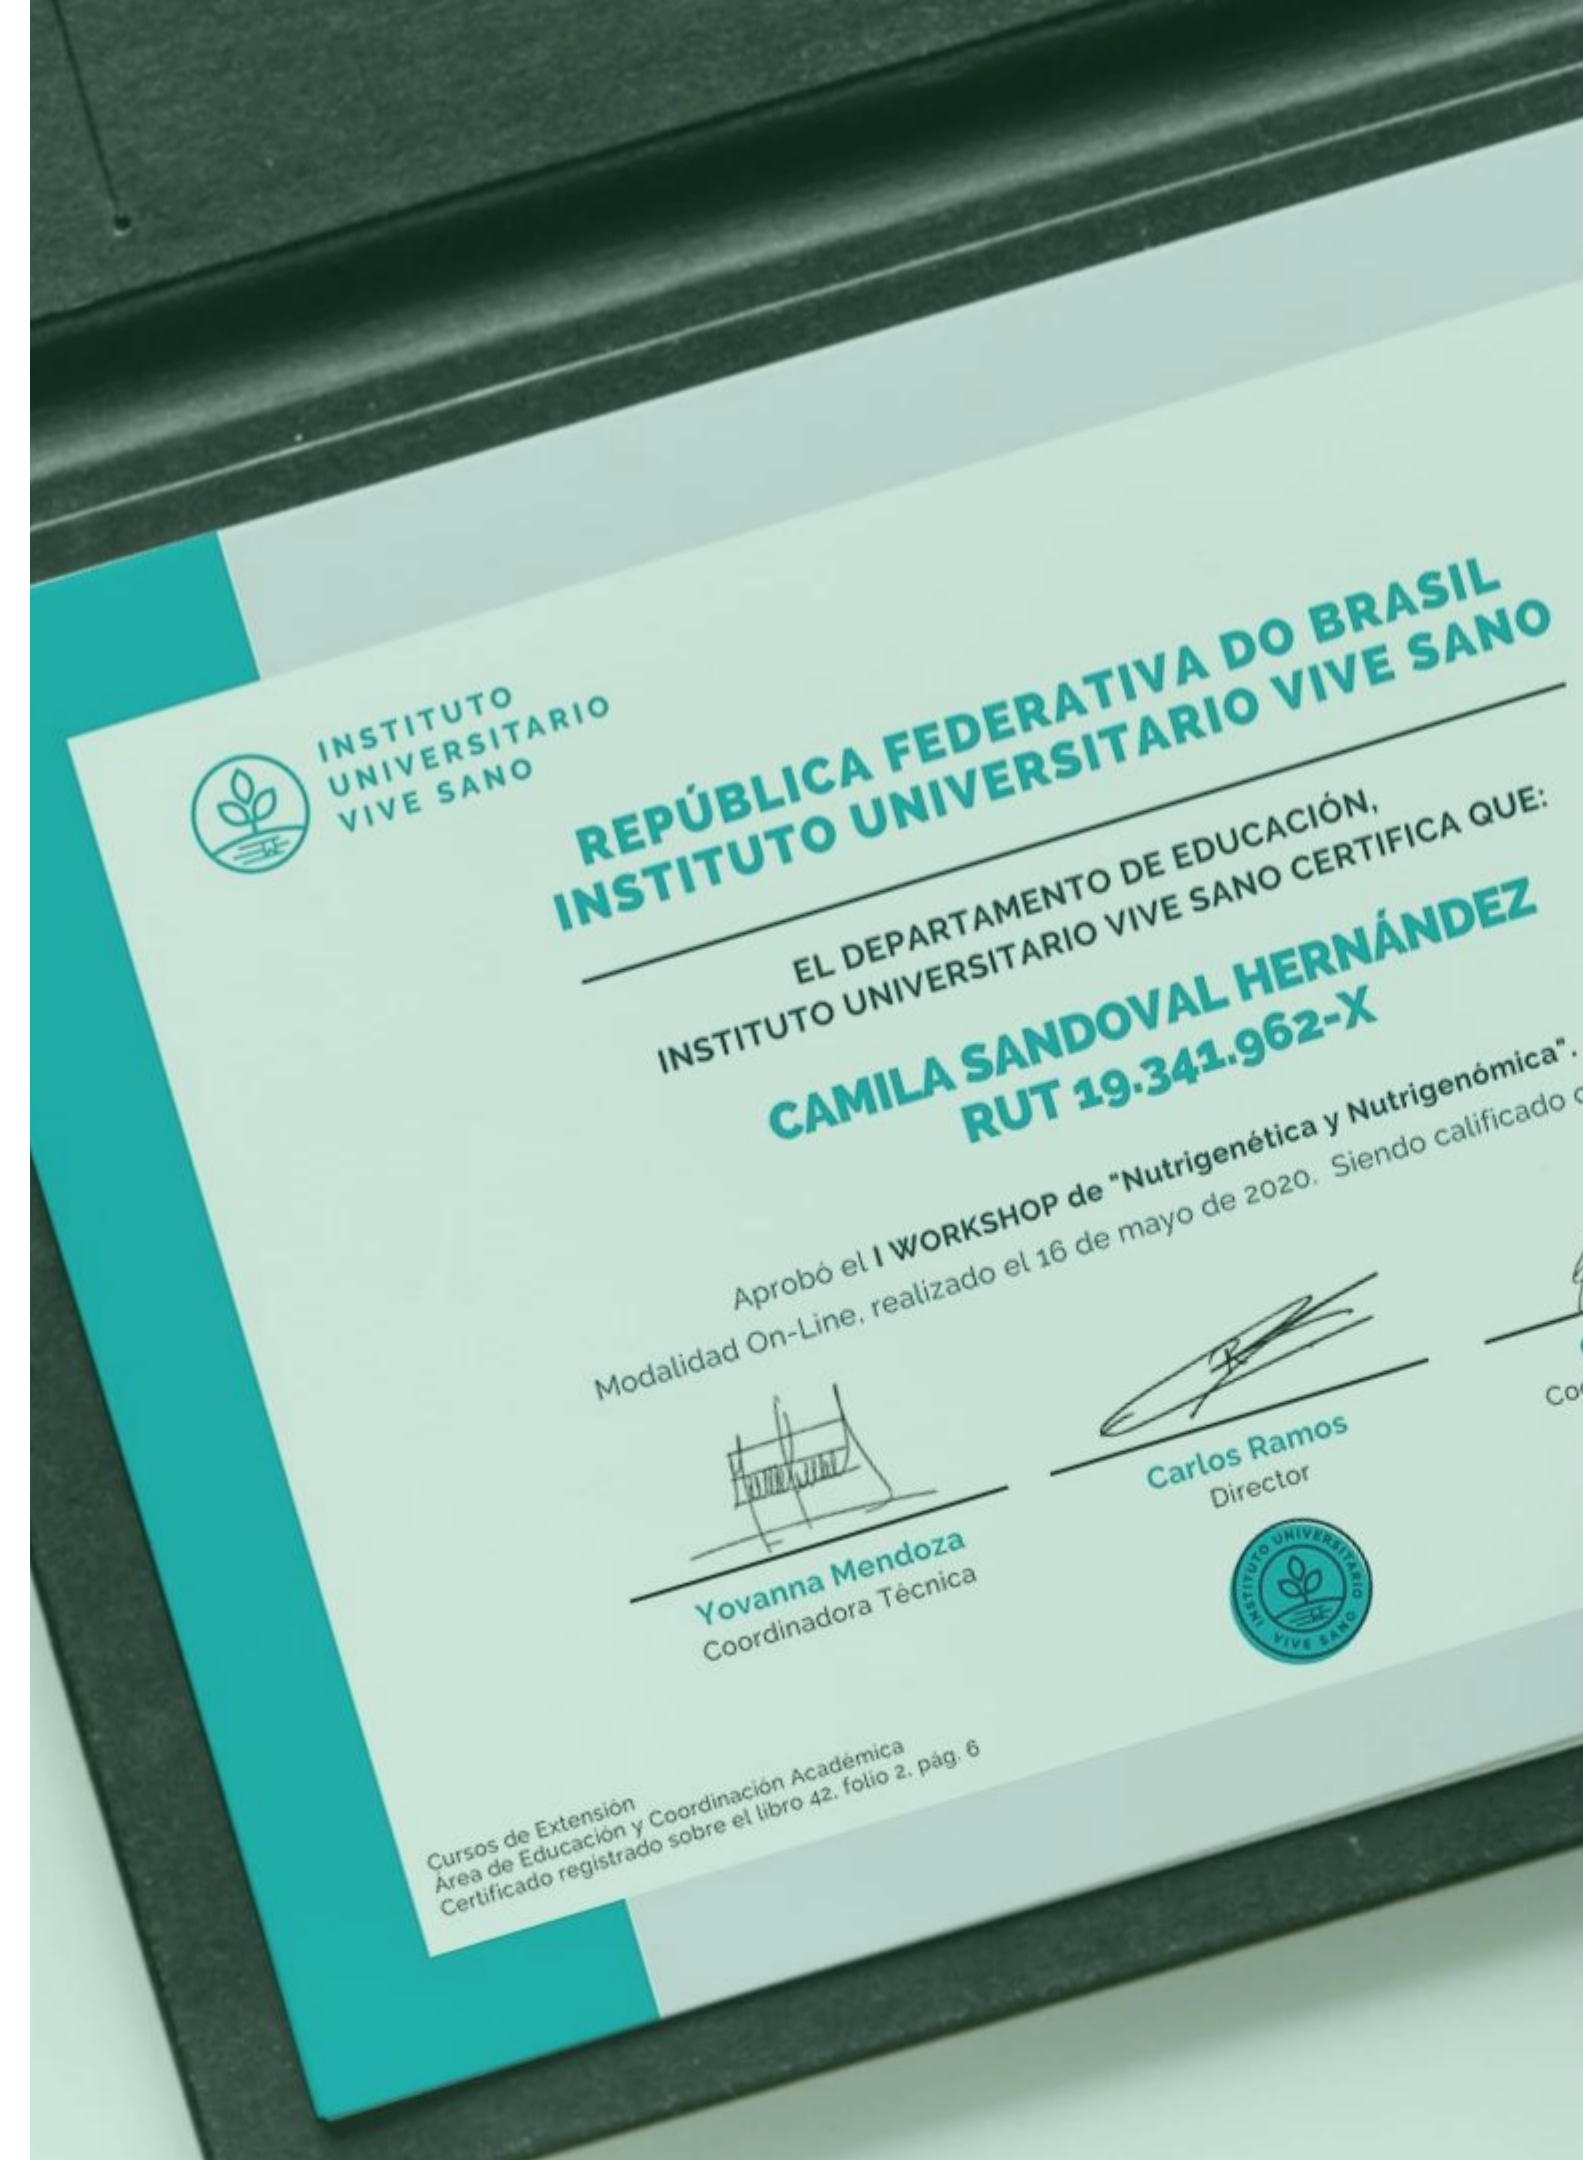 INSTITUTO
UNIVERSITARIO
VIVE SANO
REPÚBLICA FEDERATIVA DO BRASIL
INSTITUTO UNIVERSITARIO VIVE SANO
EL DEPARTAMENTO DE EDUCACIÓN,
INSTITUTO UNIVERSITARIO VIVE SANO CERTIFICA QUE:
CAMILA SANDOVAL HERNÁNDEZ
RUT 19.341.962-X
Aprobó el I WORKSHOP de "Nutrigenética y Nutrigenómica".
Modalidad On-Line, realizado el 16 de mayo de 2020. Siendo calificado
Yovanna Mendoza
Coordinadora Técnica
Carlos Ramos
Director
INSTITUTO UNIVERSITARIO
VIVE SANO
Cursos de Extensión
Área de Educación y Coordinación Académica
Certificado registrado sobre el libro 42, folio 2, pág. 6